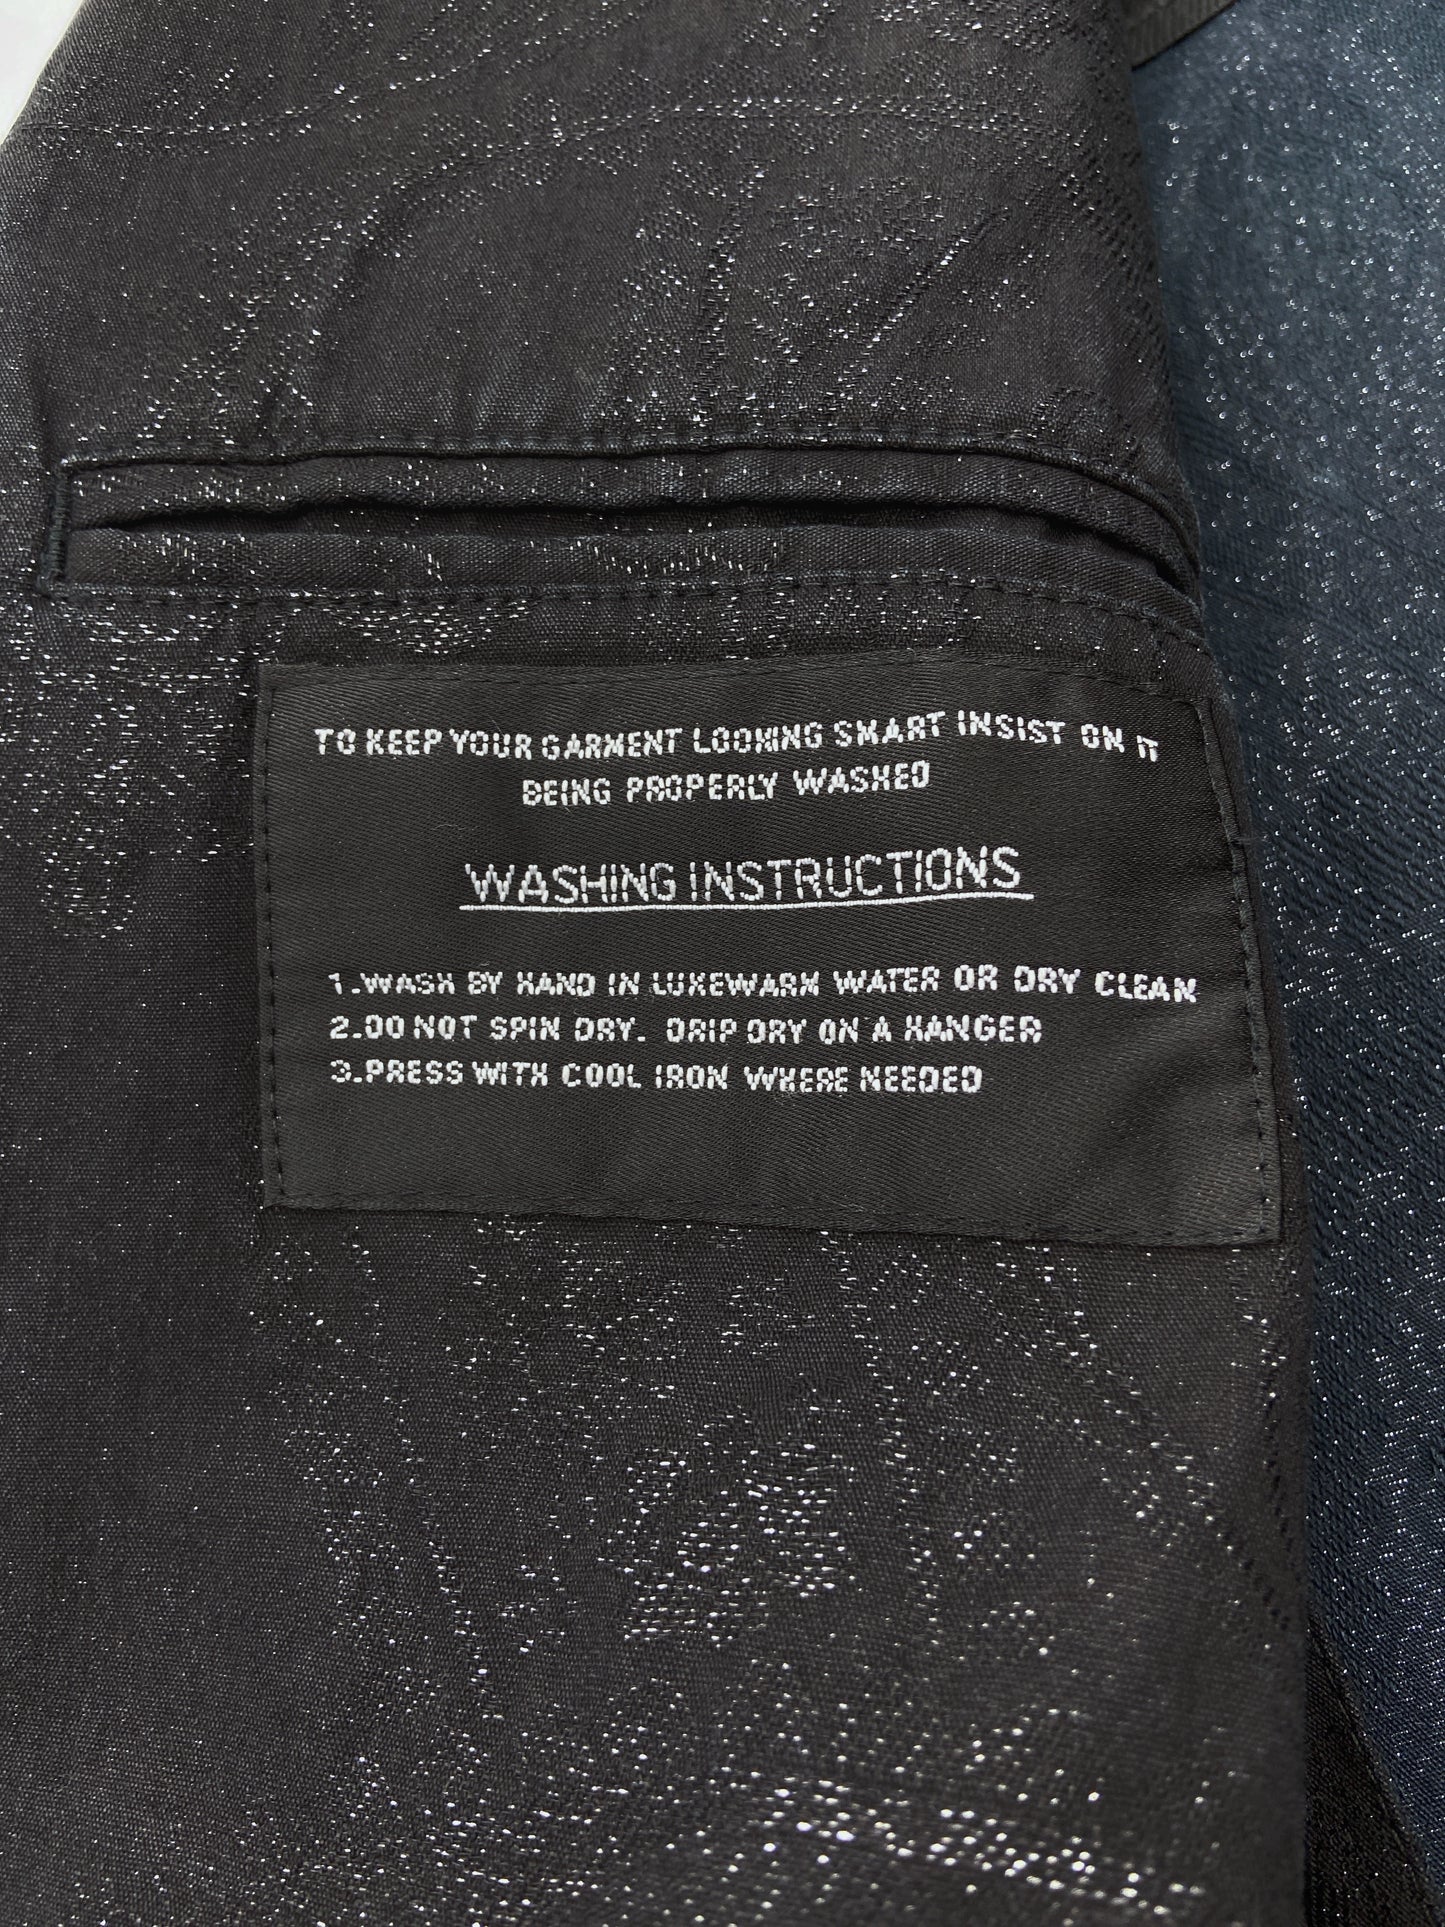 TO KEEP YOUR GARMENT LOOKING SMART INSIST ON IT
BEING PROPERLY WASHED
WASHING INSTRUCTIONS
1.WASH BY HAND IN LUKEWARM WATER OR DRY CLEAN
2.DO NOT SPIN DRY. DRIP DRY ON A HANGER
3.PRESS WITH COOL IRON WHERE NEEDED